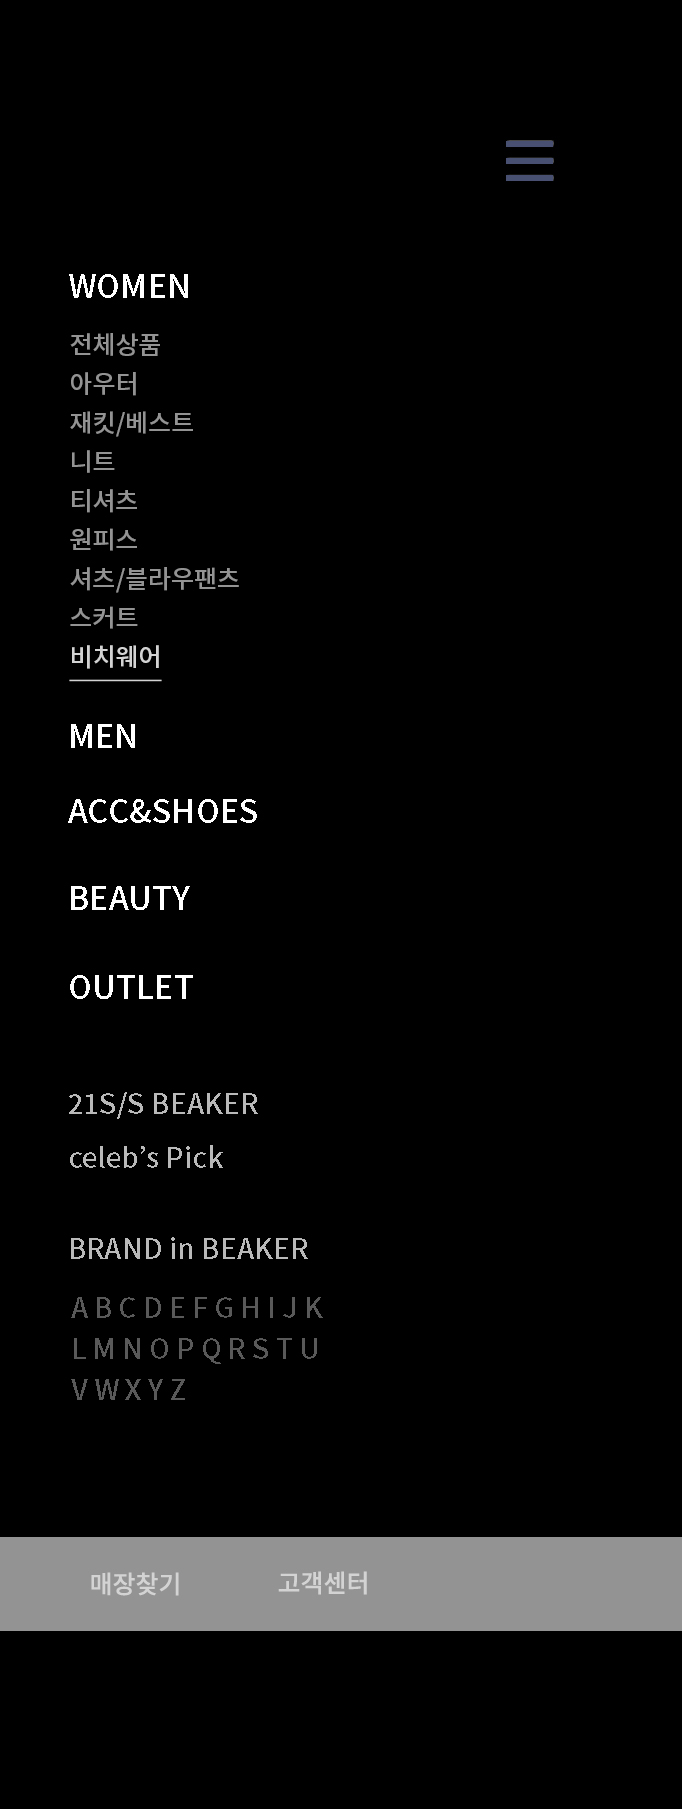 WOMEN
전체상품
아우터
재킷/베스트
니트
티셔츠
원피스
셔츠/블라우팬츠
스커트
비치웨어
MEN
ACC&SHOES
BEAUTY
OUTLET
21S/S BEAKER
celeb’s Pick
BRAND in BEAKER
A B C D E F G H I J K
L M N O P Q R S T U
V W X Y Z
매장찾기 고객센터